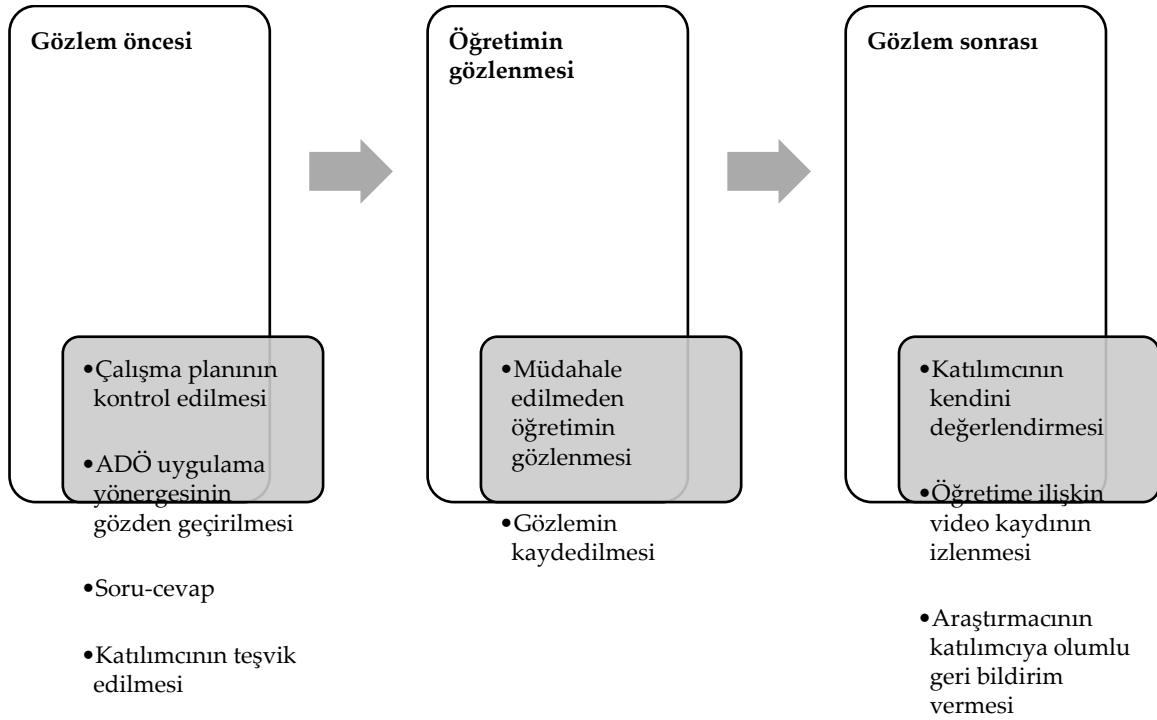 Gözlem öncesi
•Çalışma planının
kontrol edilmesi
•ADÖ uygulama
yönergesinin
gözden geçirilmesi
•Soru-cevap
•Katılımcının teşvik
edilmesi
Öğretimin
gözlenmesi
•Müdahale
edilmeden
öğretimin
gözlenmesi
•Gözlemin
kaydedilmesi
Gözlem sonrası
•Katılımcının
kendini
değerlendirmesi
•Öğretime ilişkin
video kaydının
izlenmesi
•Araştırmacının
katılımcıya olumlu
geri bildirim
vermesi